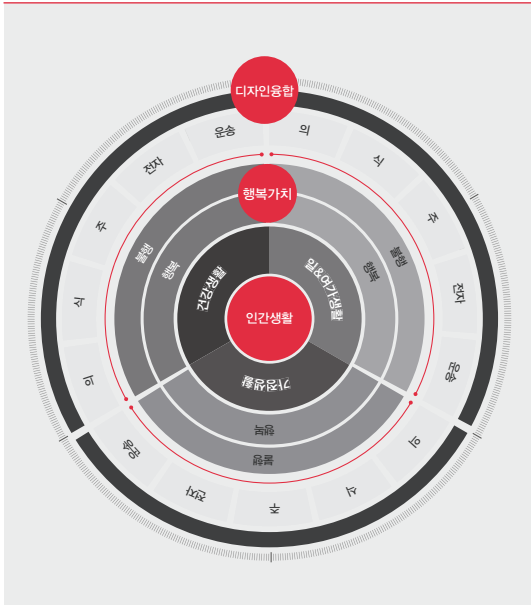 디자인융합
행복가치
인간생활
건강생활
일&여가생활
가정생활
행복
불행
행복
불행
행복
불행
의
식
주
전자
운송
의
식
주
전자
운송
의
식
주
전자
운송